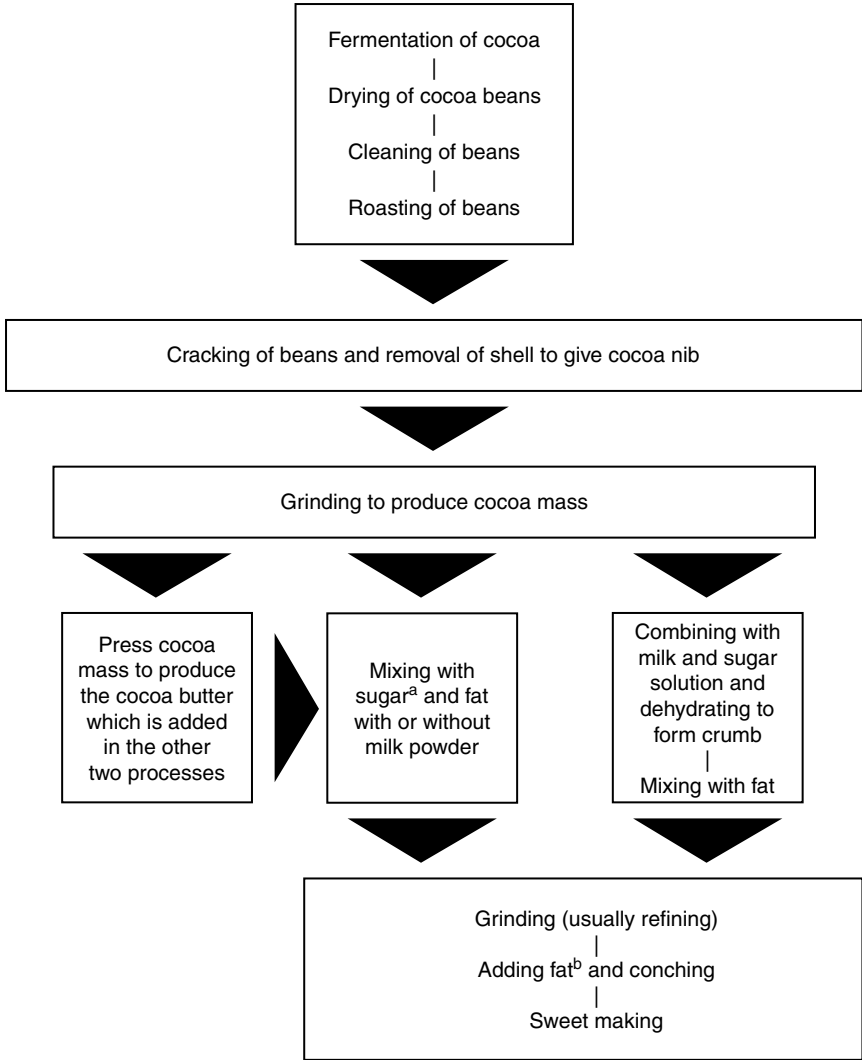 Fermentation of cocoa
|
Drying of cocoa beans
|
Cleaning of beans
|
Roasting of beans
Cracking of beans and removal of shell to give cocoa nib
Grinding to produce cocoa mass
Press cocoa
mass to produce
the cocoa butter
which is added
in the other
two processes
Mixing with
sugarᵃ and fat
with or without
milk powder
Combining with
milk and sugar
solution and
dehydrating to
form crumb
|
Mixing with fat
Grinding (usually refining)
|
Adding fatᵇ and conching
|
Sweet making